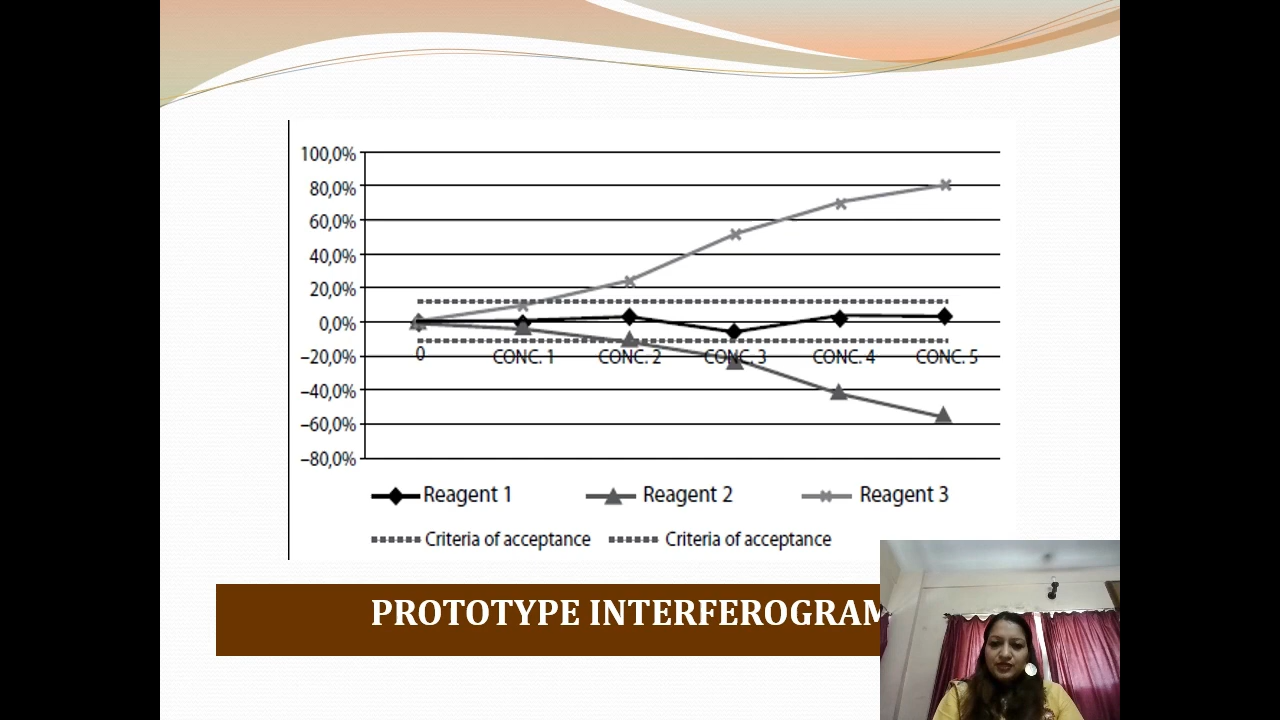 100,0%
80,0%
60,0%
40,0%
20,0%
0,0%
–20,0%
–40,0%
–60,0%
–80,0%
0 CONC. 1 CONC. 2 CONC. 3 CONC. 4 CONC. 5
Reagent 1 Reagent 2 Reagent 3
Criteria of acceptance Criteria of acceptance
PROTOTYPE INTERFEROGRAM